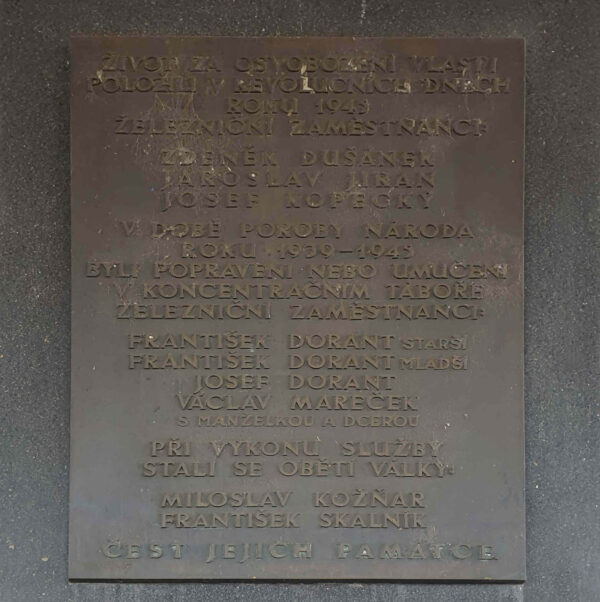 ŽIVOT ZA OSVOBOZENÍ VLASTI
POLOŽILI V REVOLUČNÍCH DNECH
ROKU 1945
ŽELEZNIČNÍ ZAMĚSTNANCI:
ZDENĚK DUŠÁNEK
JAROSLAV JIRAN
JOSEF KOPECKÝ
V DOBĚ POROBY NÁRODA
ROKU 1939-1945
BYLI POPRAVENI NEBO UMUČENI
V KONCENTRAČNÍM TÁBOŘE
ŽELEZNIČNÍ ZAMĚSTNANCI:
FRANTIŠEK DORANT STARŠÍ
FRANTIŠEK DORANT MLADŠÍ
JOSEF DORANT
VÁCLAV MAREČEK
S MANŽELKOU A DCEROU
PŘI VÝKONU SLUŽBY
STALI SE OBĚTÍ VÁLKY:
MILOSLAV KOŽŇAR
FRANTIŠEK SKALNÍK
ČEST JEJICH PAMÁTCE